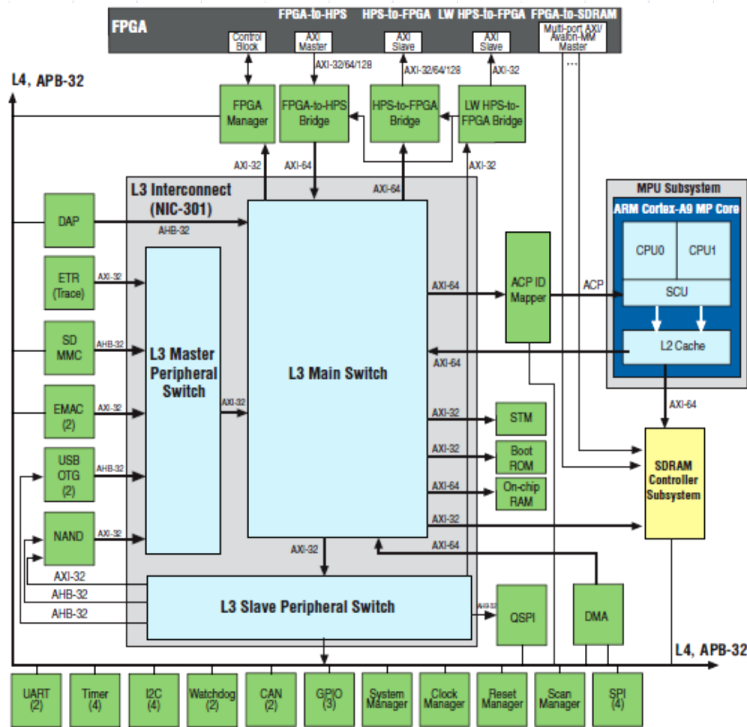 FPGA
FPGA-to-HPS
HPS-to-FPGA
LW HPS-to-FPGA
FPGA-to-SDRAM
Control
Block
AXI
Master
AXI
Slave
AXI
Slave
Multi-port AXI/
Avalon-MM
Master
...
AXI-32/64/128
AXI-32/64/128
AXI-32
L4, APB-32
FPGA
Manager
FPGA-to-HPS
Bridge
HPS-to-FPGA
Bridge
LW HPS-to-
FPGA Bridge
AXI-32
AXI-64
AXI-64
AXI-32
L3 Interconnect
(NIC-301)
MPU Subsystem
ARM Cortex-A9 MP Core
CPU0
CPU1
SCU
L2 Cache
DAP
AHB-32
ETR
(Trace)
AXI-32
ACP ID
Mapper
AXI-64
ACP
SD
MMC
AHB-32
L3 Master
Peripheral
Switch
L3 Main Switch
AXI-64
AXI-64
EMAC
(2)
AXI-32
AXI-32
AXI-32
STM
USB
OTG
(2)
AHB-32
AXI-32
Boot
ROM
AXI-64
On-chip
RAM
SDRAM
Controller
Subsystem
NAND
AXI-32
AXI-32
AXI-32
AXI-64
AXI-32
AHB-32
AHB-32
L3 Slave Peripheral Switch
AHB-32
QSPI
DMA
L4, APB-32
UART
(2)
Timer
(4)
I2C
(4)
Watchdog
(2)
CAN
(2)
GPIO
(3)
System
Manager
Clock
Manager
Reset
Manager
Scan
Manager
SPI
(4)